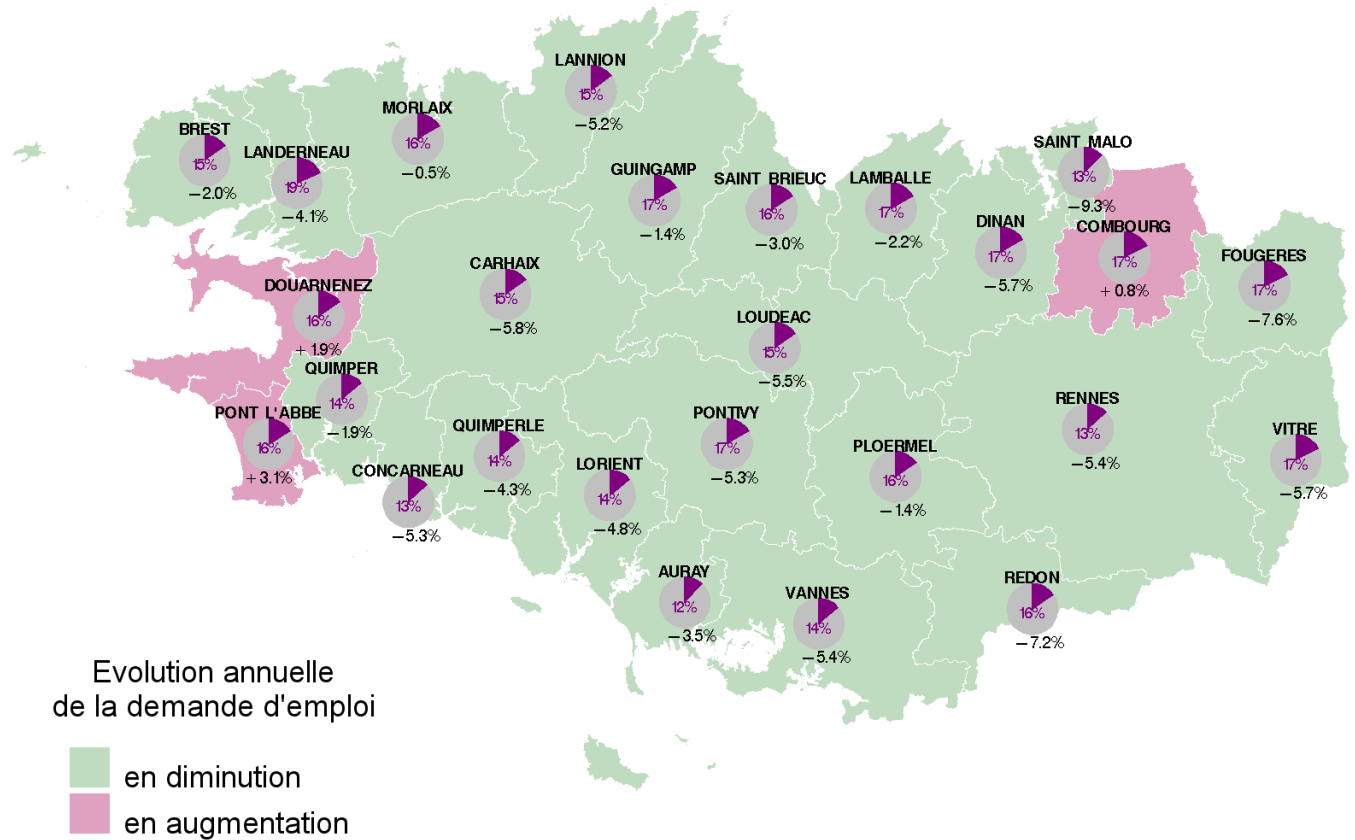 LANNION
15%
−5.2%
MORLAIX
16%
−0.5%
BREST
15%
−2.0%
LANDERNEAU
19%
−4.1%
GUINGAMP
17%
−1.4%
SAINT BRIEUC
16%
−3.0%
LAMBALLE
17%
−2.2%
SAINT MALO
13%
−9.3%
DINAN
17%
−5.7%
COMBOURG
17%
+0.8%
FOUGERES
17%
−7.6%
CARHAIX
15%
−5.8%
DOUARNENEZ
16%
+1.9%
LOUDEAC
15%
−5.5%
QUIMPER
14%
−1.9%
PONT L'ABBE
16%
+3.1%
QUIMPERLE
14%
−4.3%
PONTIVY
17%
−5.3%
PLOERMEL
16%
−1.4%
RENNES
13%
−5.4%
VITRE
17%
−5.7%
CONCARNEAU
13%
−5.3%
LORIENT
14%
−4.8%
AURAY
12%
−3.5%
VANNES
14%
−5.4%
REDON
16%
−7.2%
Evolution annuelle
de la demande d'emploi
en diminution
en augmentation